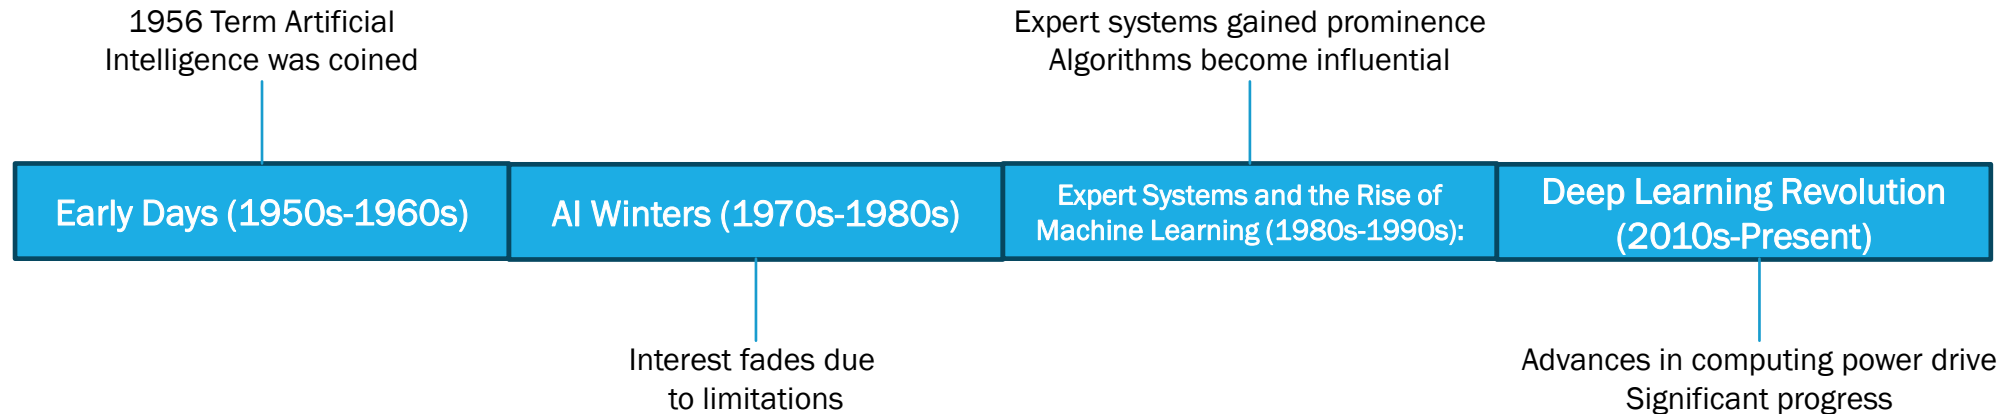 1956 Term Artificial
Intelligence was coined
Expert systems gained prominence
Algorithms become influential
Early Days (1950s-1960s)
AI Winters (1970s-1980s)
Expert Systems and the Rise of
Machine Learning (1980s-1990s):
Deep Learning Revolution
(2010s-Present)
Interest fades due
to limitations
Advances in computing power drive
Significant progress